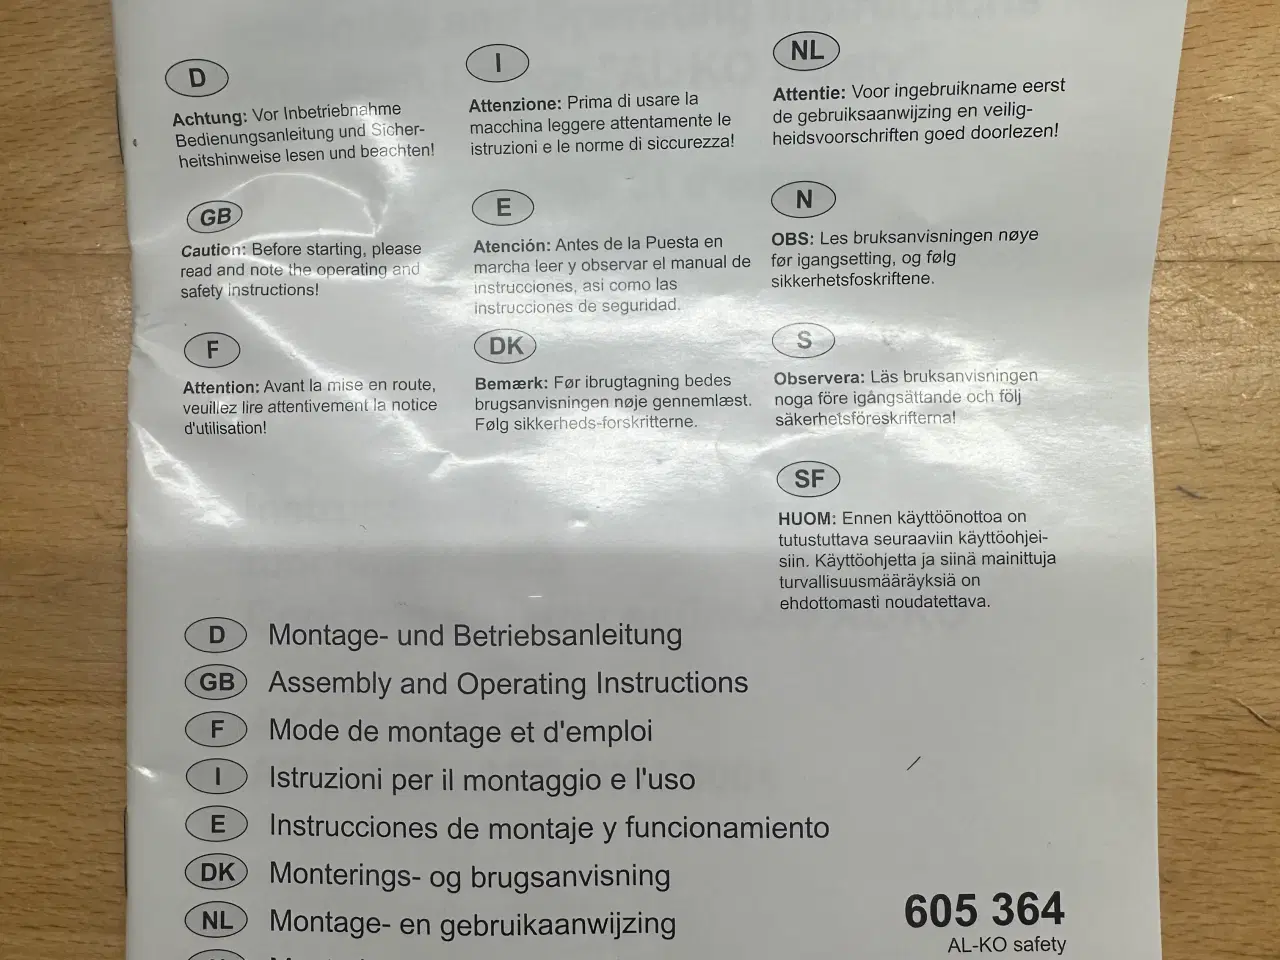 D
Achtung: Vor Inbetriebnahme
Bedienungsanleitung und Sicher-
heitshinweise lesen und beachten!
GB
Caution: Before starting, please
read and note the operating and
safety instructions!
F
Attention: Avant la mise en route,
veuillez lire attentivement la notice
d'utilisation!
I
Attenzione: Prima di usare la
macchina leggere attentamente le
istruzioni e le norme di siccurezza!
E
Atención: Antes de la Puesta en
marcha leer y observar el manual de
instrucciones, asi como las
instrucciones de seguridad.
DK
Bemærk: Før ibrugtagning bedes
brugsanvisningen nøje gennemlæst.
Følg sikkerheds-forskritterne.
NL
Attentie: Voor ingebruikname eerst
de gebruiksaanwijzing en veilig-
heidsvoorschriften goed doorlezen!
N
OBS: Les bruksanvisningen nøye
før igangsetting, og følg
sikkerhetsfoskriftene.
S
Observera: Läs bruksanvisningen
noga före igångsättande och följ
säkerhetsföreskrifterna!
SF
HUOM: Ennen käyttöönottoa on
tutustuttava seuraaviin käyttöohjei-
siin. Käyttöohjetta ja siinä mainittuja
turvallisuusmääräyksiä on
ehdottomasti noudatettava.
D Montage- und Betriebsanleitung
GB Assembly and Operating Instructions
F Mode de montage et d'emploi
I Istruzioni per il montaggio e l'uso
E Instrucciones de montaje y funcionamiento
DK Monterings- og brugsanvisning
NL Montage- en gebruikaanwijzing
605 364
AL-KO safety